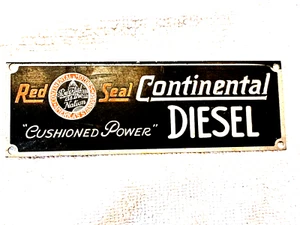 Red Seal Continental
"CUSHIONED POWER" DIESEL